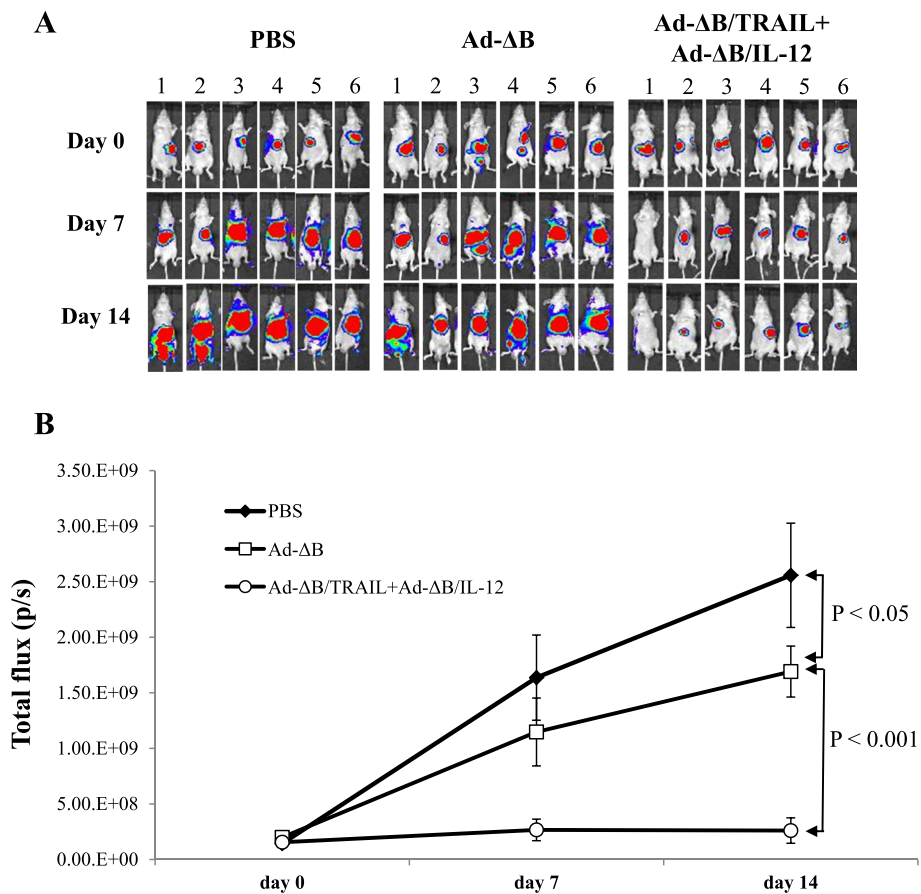 A
PBS
Ad-ΔB
Ad-ΔB/TRAIL+
Ad-ΔB/IL-12
1 2 3 4 5 6
1 2 3 4 5 6
1 2 3 4 5 6
Day 0
Day 7
Day 14
B
Total flux (p/s)
3.50.E+09
3.00.E+09
2.50.E+09
2.00.E+09
1.50.E+09
1.00.E+09
5.00.E+08
0.00.E+00
PBS
Ad-ΔB
Ad-ΔB/TRAIL+Ad-ΔB/IL-12
P < 0.05
P < 0.001
day 0
day 7
day 14